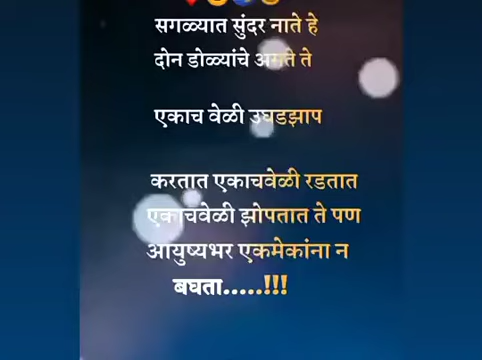 सगळ्यात सुंदर नाते हे
दोन डोळ्यांचे असते ते
एकाच वेळी उघडझाप
करतात एकाचवेळी रडतात
एकाचवेळी झोपतात ते पण
आयुष्यभर एकमेकांना न
बघता.....!!!